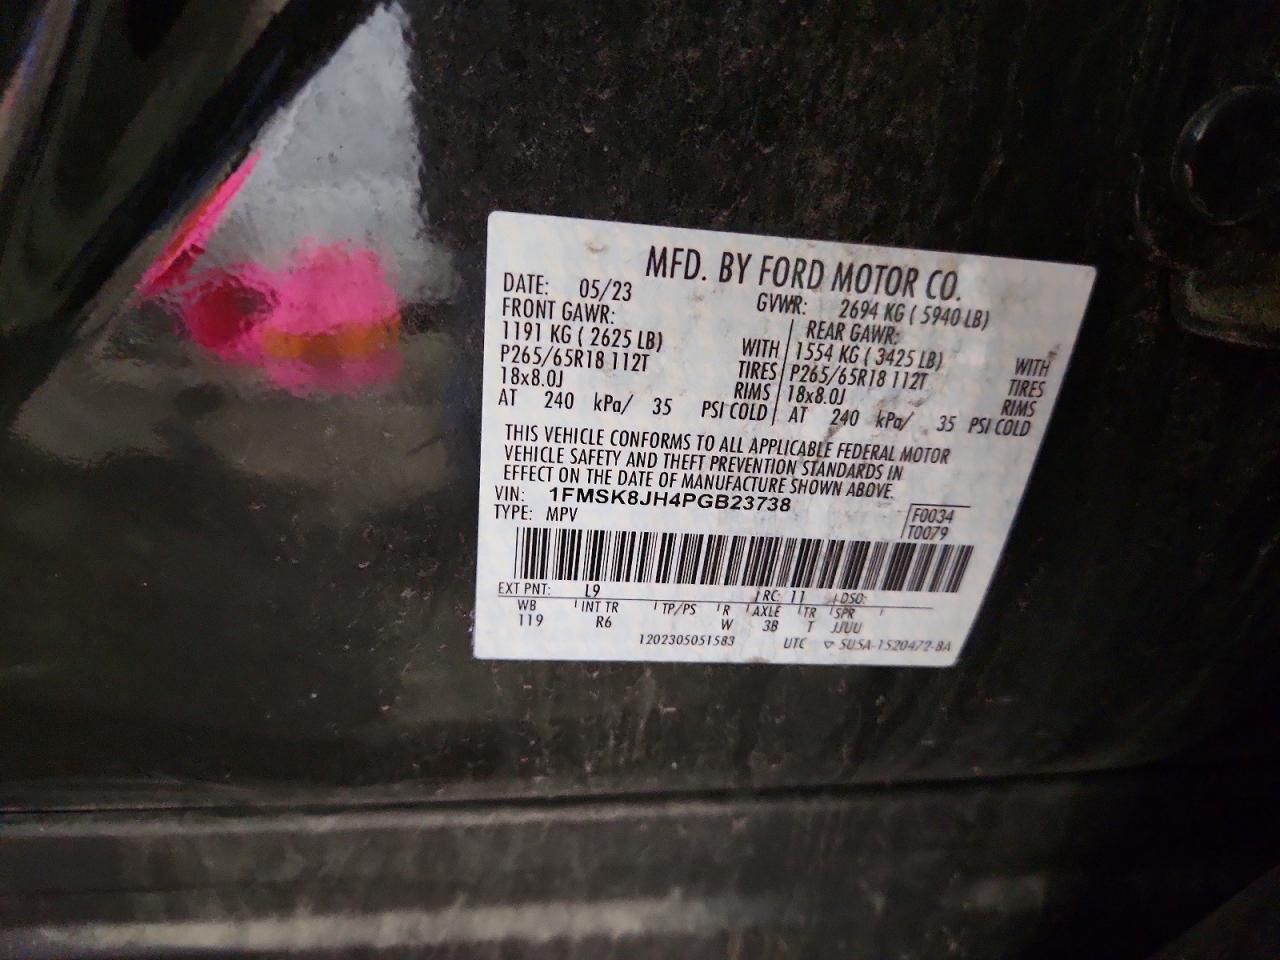 MFD. BY FORD MOTOR CO.
DATE: 05/23 GVWR: 2694 KG ( 5940 LB)
FRONT GAWR: REAR GAWR:
1191 KG ( 2625 LB) WITH 1554 KG ( 3425 LB) WITH
P265/65R18 112T TIRES P265/65R18 112T TIRES
18x8.0J RIMS 18x8.0J RIMS
AT 240 kPa/ 35 PSI COLD AT 240 kPa/ 35 PSI COLD
THIS VEHICLE CONFORMS TO ALL APPLICABLE FEDERAL MOTOR
VEHICLE SAFETY AND THEFT PREVENTION STANDARDS IN
EFFECT ON THE DATE OF MANUFACTURE SHOWN ABOVE.
VIN: 1FMSK8JH4PGB23738
TYPE: MPV
F0034
T0079
EXT PNT: L9 RC: 11 DSO:
WB INT TR TP/PS R AXLE TR SPR
119 R6 W 3B T JJUU
1202305051583 UTC ▽ SU5A-1520472-BA